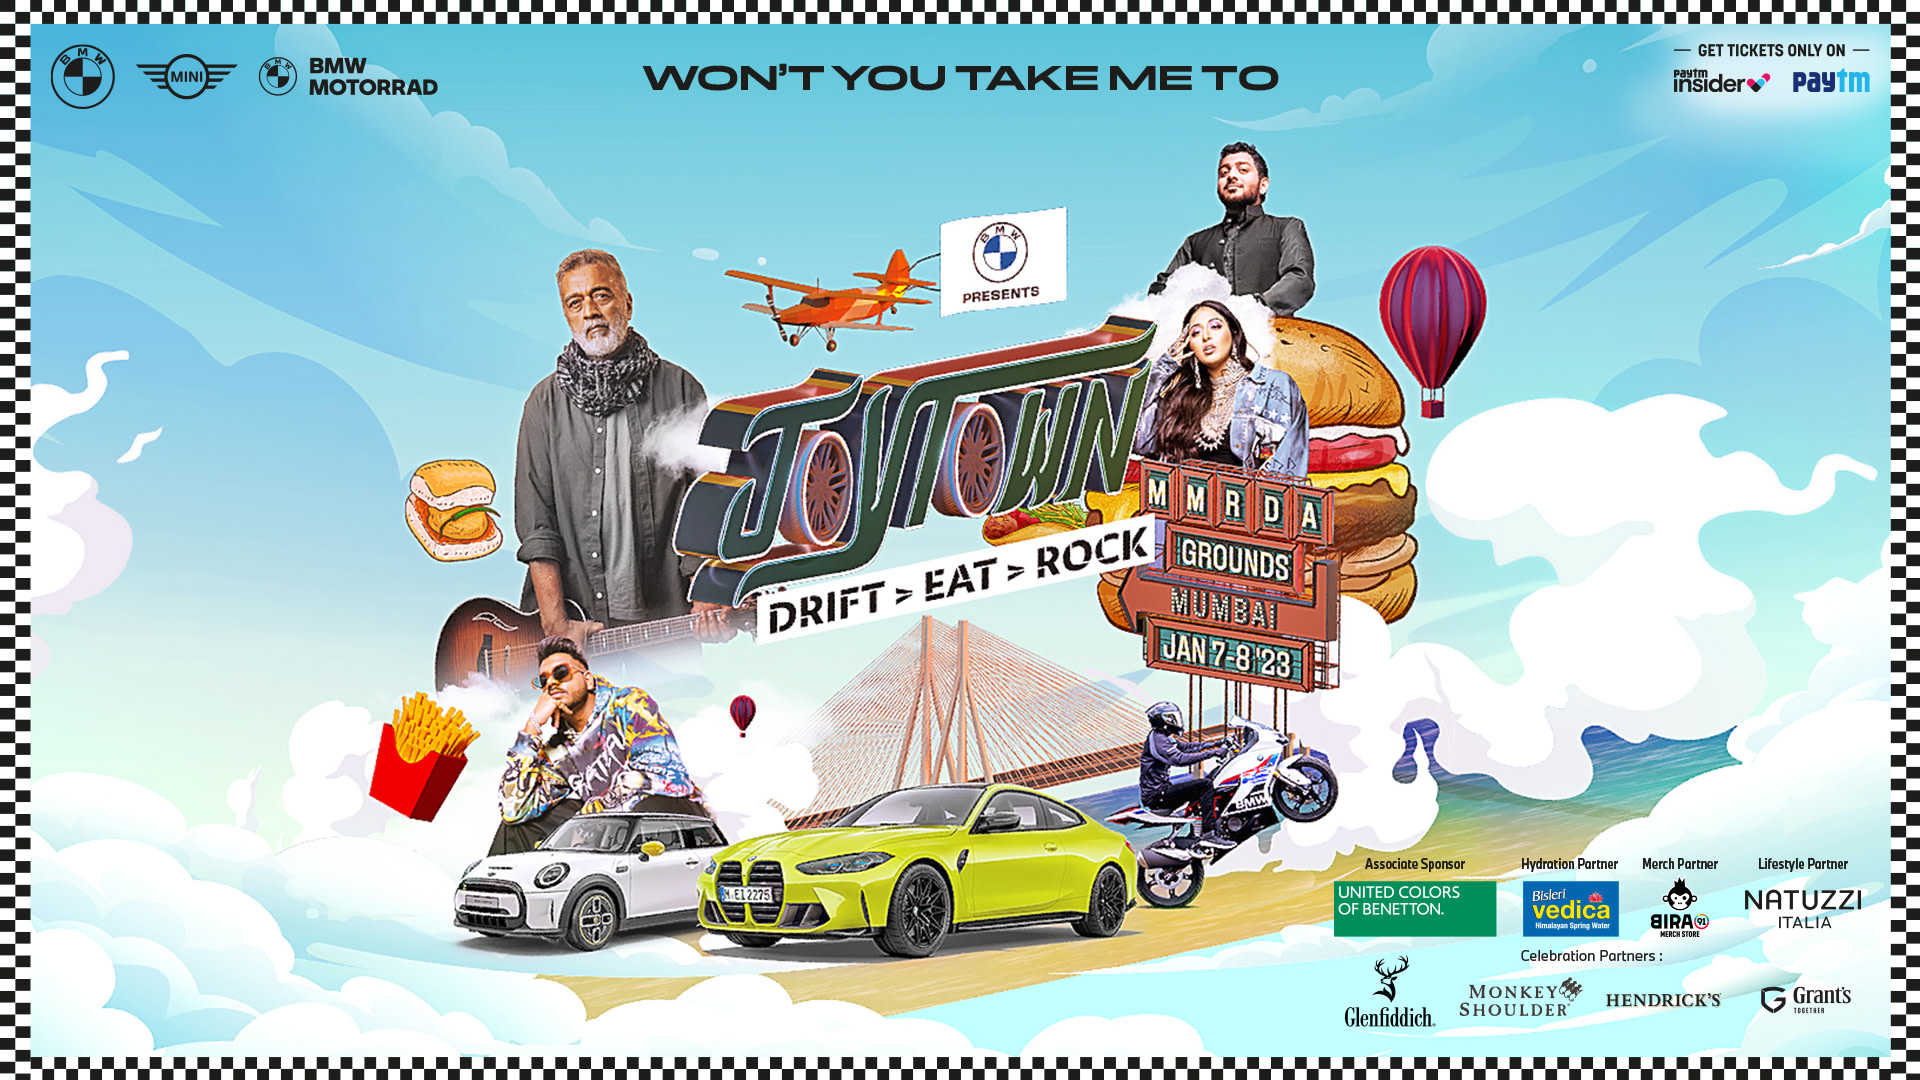 BMW
MINI
BMW
BMW
MOTORRAD
WON'T YOU TAKE ME TO
GET TICKETS ONLY ON
paytm
insider
paytm
BMW
PRESENTS
JOYTOWN
DRIFT > EAT > ROCK
MMRDA
GROUNDS
MUMBAI
JAN 7-8 '23
BMW
M·EI 2275
Associate Sponsor
UNITED COLORS
OF BENETTON.
Hydration Partner
Bisleri
vedica
Himalayan Spring Water
Merch Partner
BIRA 91
MERCH STORE
Lifestyle Partner
NATUZZI
ITALIA
Celebration Partners :
Glenfiddich
MONKEY
SHOULDER
HENDRICK'S
Grant's
TOGETHER